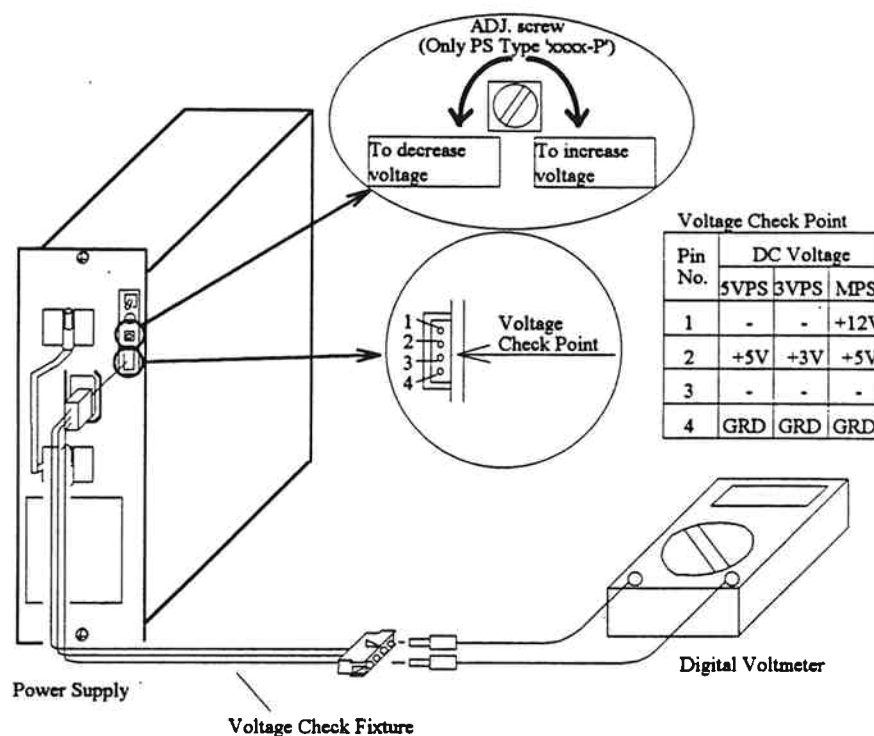 ADJ. screw
(Only PS Type 'xxxx-P')
To decrease
voltage
To increase
voltage
Voltage Check Point
Pin No. DC Voltage
5VPS 3VPS MPS
1 - - +12V
2 +5V +3V +5V
3 - - -
4 GRD GRD GRD
1
2
3
4
Voltage
Check Point
Digital Voltmeter
Power Supply
Voltage Check Fixture